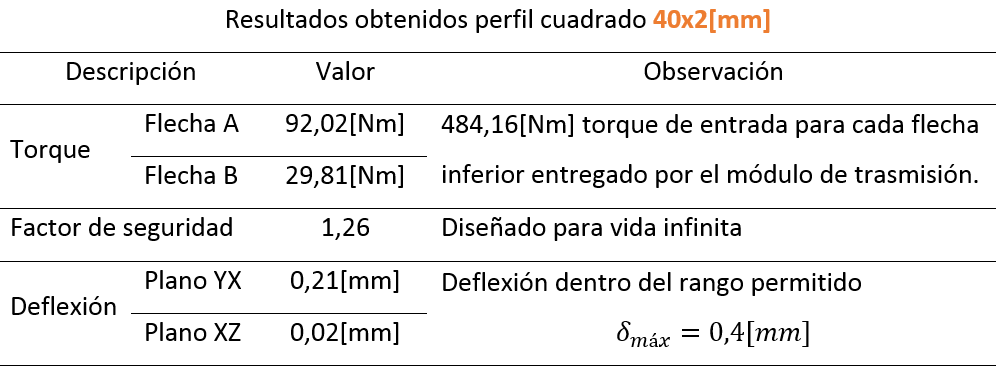 Resultados obtenidos perfil cuadrado 40x2[mm]
Descripción Valor Observación
Torque
Flecha A 92,02[Nm]
Flecha B 29,81[Nm]
484,16[Nm] torque de entrada para cada flecha
inferior entregado por el módulo de trasmisión.
Factor de seguridad 1,26 Diseñado para vida infinita
Deflexión
Plano YX 0,21[mm]
Plano XZ 0,02[mm]
Deflexión dentro del rango permitido
δmáx = 0,4[mm]